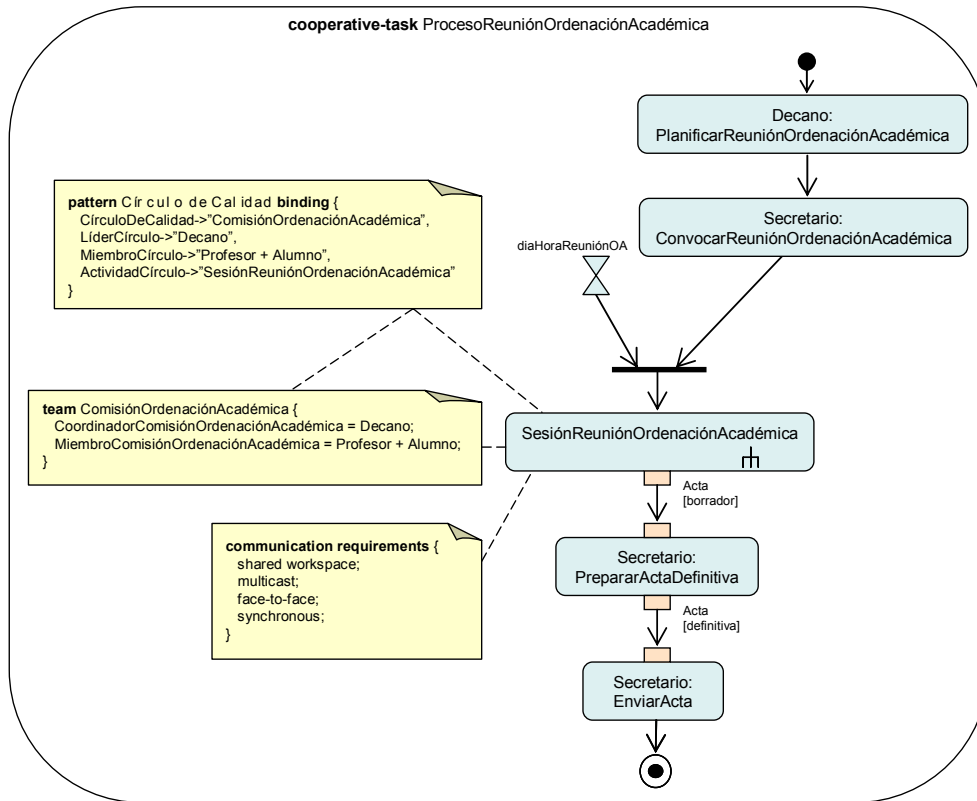 cooperative-task ProcesoReuniónOrdenaciónAcadémica
Decano:
PlanificarReuniónOrdenaciónAcadémica
pattern Círculo de Calidad binding {
CírculoDeCalidad->"ComisiónOrdenaciónAcadémica",
LíderCírculo->"Decano",
MiembroCírculo->"Profesor + Alumno",
ActividadCírculo->"SesiónReuniónOrdenaciónAcadémica"
}
Secretario:
ConvocarReuniónOrdenaciónAcadémica
diaHoraReuniónOA
team ComisiónOrdenaciónAcadémica {
CoordinadorComisiónOrdenaciónAcadémica = Decano;
MiembroComisiónOrdenaciónAcadémica = Profesor + Alumno;
}
SesiónReuniónOrdenaciónAcadémica
Acta
[borrador]
communication requirements {
shared workspace;
multicast;
face-to-face;
synchronous;
}
Secretario:
PrepararActaDefinitiva
Acta
[definitiva]
Secretario:
EnviarActa